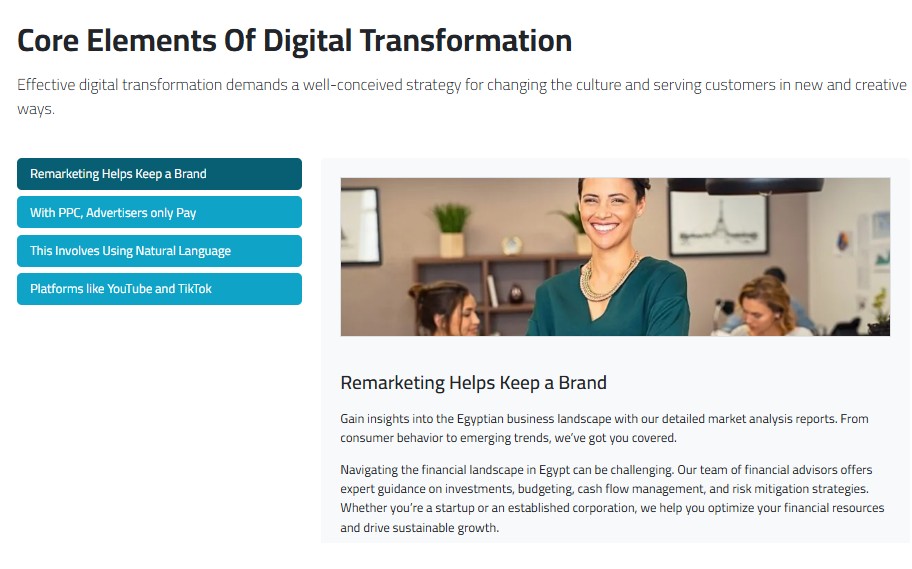 Core Elements Of Digital Transformation
Effective digital transformation demands a well-conceived strategy for changing the culture and serving customers in new and creative
ways.
Remarketing Helps Keep a Brand
With PPC, Advertisers only Pay
This Involves Using Natural Language
Platforms like YouTube and TikTok
Remarketing Helps Keep a Brand
Gain insights into the Egyptian business landscape with our detailed market analysis reports. From
consumer behavior to emerging trends, we’ve got you covered.
Navigating the financial landscape in Egypt can be challenging. Our team of financial advisors offers
expert guidance on investments, budgeting, cash flow management, and risk mitigation strategies.
Whether you’re a startup or an established corporation, we help you optimize your financial resources
and drive sustainable growth.